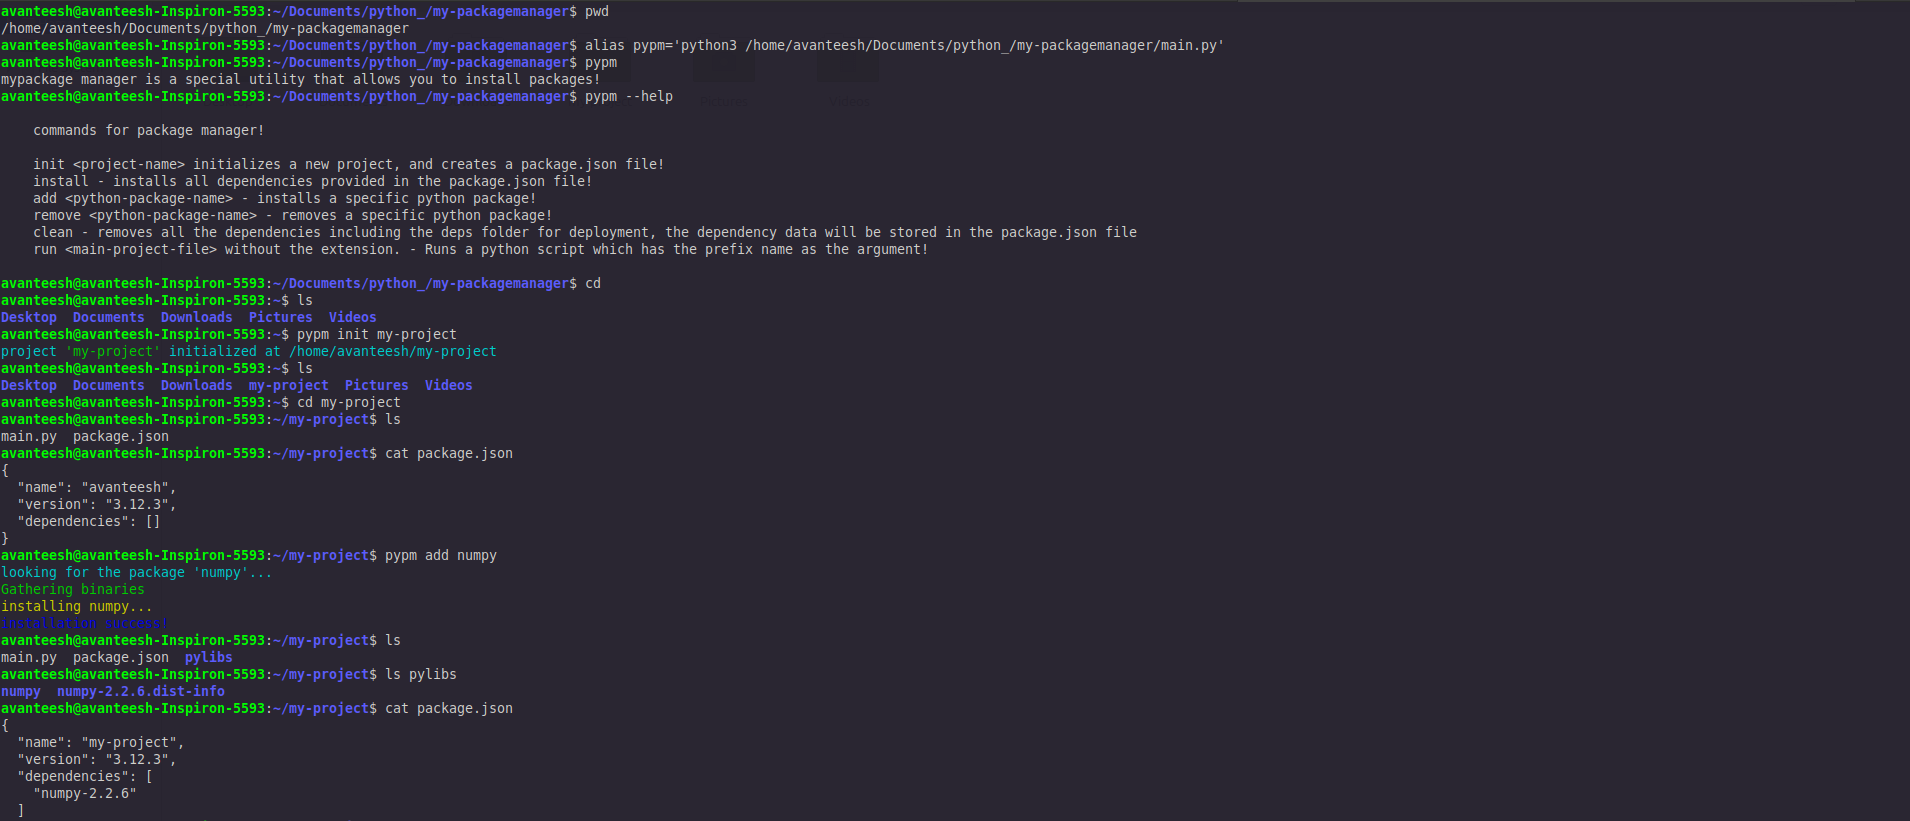 avanteesh@avanteesh-Inspiron-5593:~/Documents/python_/my-packagemanager$ pwd
/home/avanteesh/Documents/python_/my-packagemanager
avanteesh@avanteesh-Inspiron-5593:~/Documents/python_/my-packagemanager$ alias pypm='python3 /home/avanteesh/Documents/python_/my-packagemanager/main.py'
avanteesh@avanteesh-Inspiron-5593:~/Documents/python_/my-packagemanager$ pypm
mypackage manager is a special utility that allows you to install packages!
avanteesh@avanteesh-Inspiron-5593:~/Documents/python_/my-packagemanager$ pypm --help
Pictures Videos
commands for package manager!
init <project-name> initializes a new project, and creates a package.json file!
install - installs all dependencies provided in the package.json file!
add <python-package-name> - installs a specific python package!
remove <python-package-name> - removes a specific python package!
clean - removes all the dependencies including the deps folder for deployment, the dependency data will be stored in the package.json file
run <main-project-file> without the extension. - Runs a python script which has the prefix name as the argument!
avanteesh@avanteesh-Inspiron-5593:~/Documents/python_/my-packagemanager$ cd
avanteesh@avanteesh-Inspiron-5593:~$ ls
Desktop  Documents  Downloads  Pictures  Videos
avanteesh@avanteesh-Inspiron-5593:~$ pypm init my-project
project 'my-project' initialized at /home/avanteesh/my-project
avanteesh@avanteesh-Inspiron-5593:~$ ls
Desktop  Documents  Downloads  my-project  Pictures  Videos
avanteesh@avanteesh-Inspiron-5593:~$ cd my-project
avanteesh@avanteesh-Inspiron-5593:~/my-project$ ls
main.py  package.json
avanteesh@avanteesh-Inspiron-5593:~/my-project$ cat package.json
{
  "name": "avanteesh",
  "version": "3.12.3",
  "dependencies": []
}
avanteesh@avanteesh-Inspiron-5593:~/my-project$ pypm add numpy
looking for the package 'numpy'...
Gathering binaries
installing numpy...
installation success!
avanteesh@avanteesh-Inspiron-5593:~/my-project$ ls
main.py  package.json  pylibs
avanteesh@avanteesh-Inspiron-5593:~/my-project$ ls pylibs
numpy  numpy-2.2.6.dist-info
avanteesh@avanteesh-Inspiron-5593:~/my-project$ cat package.json
{
  "name": "my-project",
  "version": "3.12.3",
  "dependencies": [
    "numpy-2.2.6"
  ]